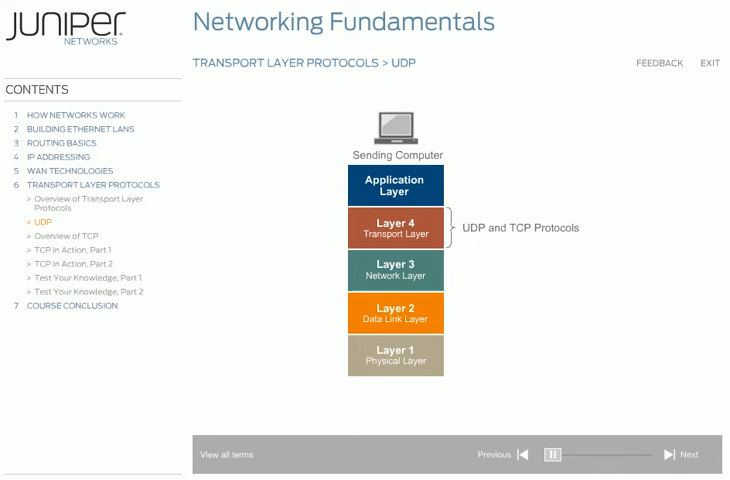 JUNIPER
NETWORKS
Networking Fundamentals
TRANSPORT LAYER PROTOCOLS > UDP
FEEDBACK
EXIT
CONTENTS
1 HOW NETWORKS WORK
2 BUILDING ETHERNET LANS
3 ROUTING BASICS
4 IP ADDRESSING
5 WAN TECHNOLOGIES
6 TRANSPORT LAYER PROTOCOLS
> Overview of Transport Layer
Protocols
> UDP
> Overview of TCP
> TCP in Action, Part 1
> TCP in Action, Part 2
> Test Your Knowledge, Part 1
> Test Your Knowledge, Part 2
7 COURSE CONCLUSION
Sending Computer
Application
Layer
Layer 4
Transport Layer
UDP and TCP Protocols
Layer 3
Network Layer
Layer 2
Data Link Layer
Layer 1
Physical Layer
View all terms
Previous
Next